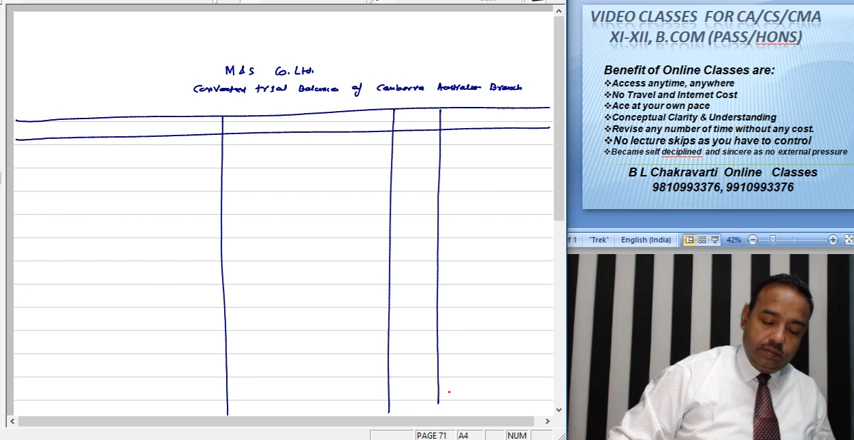 M & S Co. Ltd.
Converted trial Balance of Canberra Australia Branch
PAGE 71 A4 NUM
VIDEO CLASSES FOR CA/CS/CMA
XI-XII, B.COM (PASS/HONS)
Benefit of Online Classes are:
❖Access anytime, anywhere
❖No Travel and Internet Cost
❖Ace at your own pace
❖Conceptual Clarity & Understanding
❖Revise any number of time without any cost.
❖No lecture skips as you have to control
❖Became self deciplined and sincere as no external pressure
B L Chakravarti Online Classes
9810993376, 9910993376
f 1 "Trek" English (India) 42%